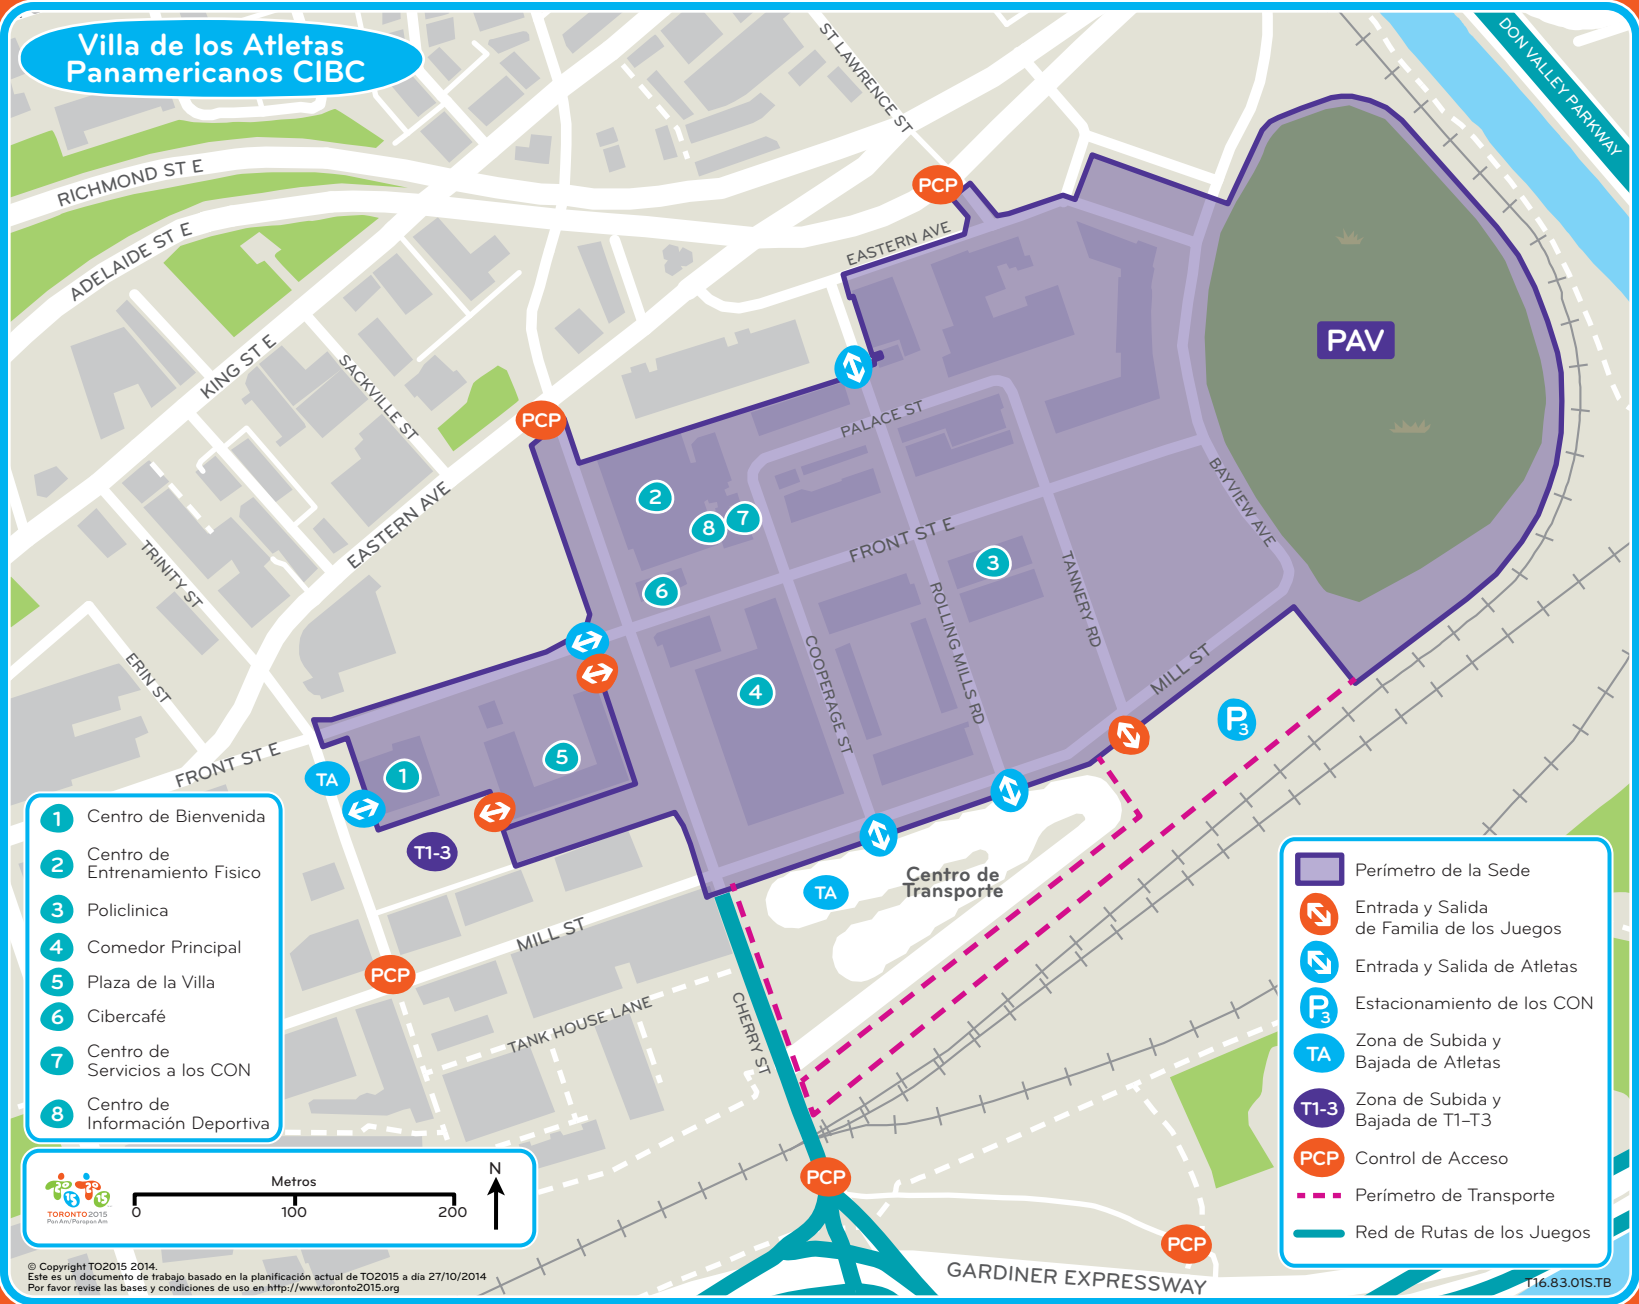 Villa de los Atletas
Panamericanos CIBC
ST LAWRENCE ST
DON VALLEY PARKWAY
RICHMOND ST E
PCP
ADELAIDE ST E
EASTERN AVE
KING ST E
PAV
SACKVILLE ST
PALACE ST
PCP
EASTERN AVE
BAYVIEW AVE
2
8
7
FRONT ST E
3
TRINITY ST
6
TANNERY RD
ROLLING MILLS RD
COOPERAGE ST
ERIN ST
4
MILL ST
P3
FRONT ST E
TA
1
5
T1-3
Centro de
Transporte
TA
MILL ST
PCP
TANK HOUSE LANE
CHERRY ST
PCP
PCP
GARDINER EXPRESSWAY
1 Centro de Bienvenida
2 Centro de
Entrenamiento Fisico
3 Policlinica
4 Comedor Principal
5 Plaza de la Villa
6 Cibercafé
7 Centro de
Servicios a los CON
8 Centro de
Información Deportiva
Perímetro de la Sede
Entrada y Salida
de Familia de los Juegos
Entrada y Salida de Atletas
P3 Estacionamiento de los CON
TA Zona de Subida y
Bajada de Atletas
T1-3 Zona de Subida y
Bajada de T1–T3
PCP Control de Acceso
Perímetro de Transporte
Red de Rutas de los Juegos
TORONTO2015
Pan Am/Parapan Am
Metros
0 100 200
N
© Copyright TO2015 2014.
Este es un documento de trabajo basado en la planificación actual de TO2015 a día 27/10/2014
Por favor revise las bases y condiciones de uso en http://www.toronto2015.org
T16.83.01S.TB